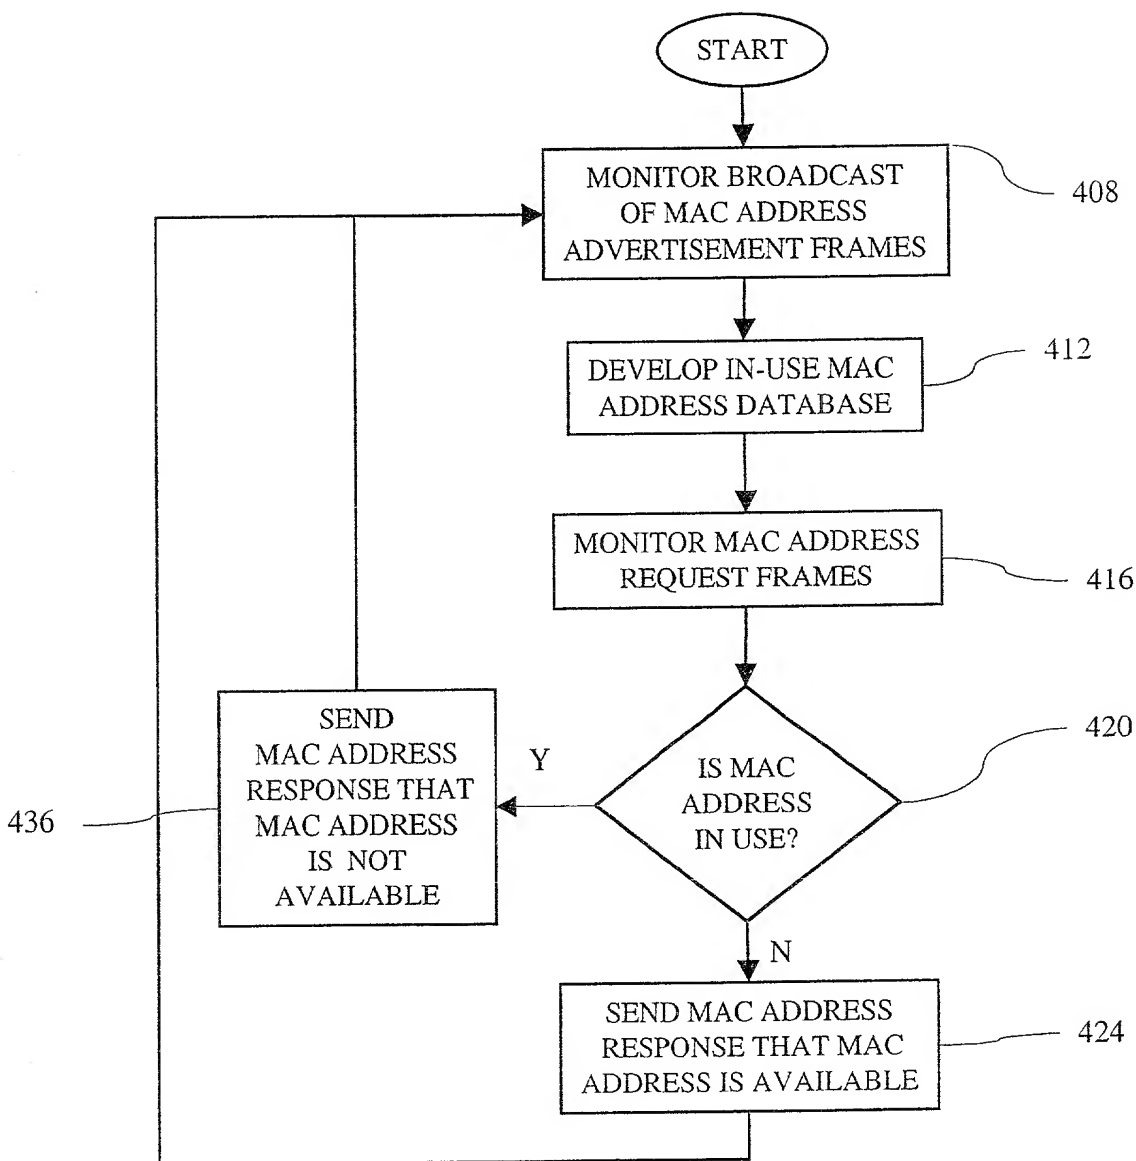 START
MONITOR BROADCAST
OF MAC ADDRESS
ADVERTISEMENT FRAMES
408
DEVELOP IN-USE MAC
ADDRESS DATABASE
412
MONITOR MAC ADDRESS
REQUEST FRAMES
416
IS MAC
ADDRESS
IN USE?
420
Y
SEND
MAC ADDRESS
RESPONSE THAT
MAC ADDRESS
IS NOT
AVAILABLE
436
N
SEND MAC ADDRESS
RESPONSE THAT MAC
ADDRESS IS AVAILABLE
424